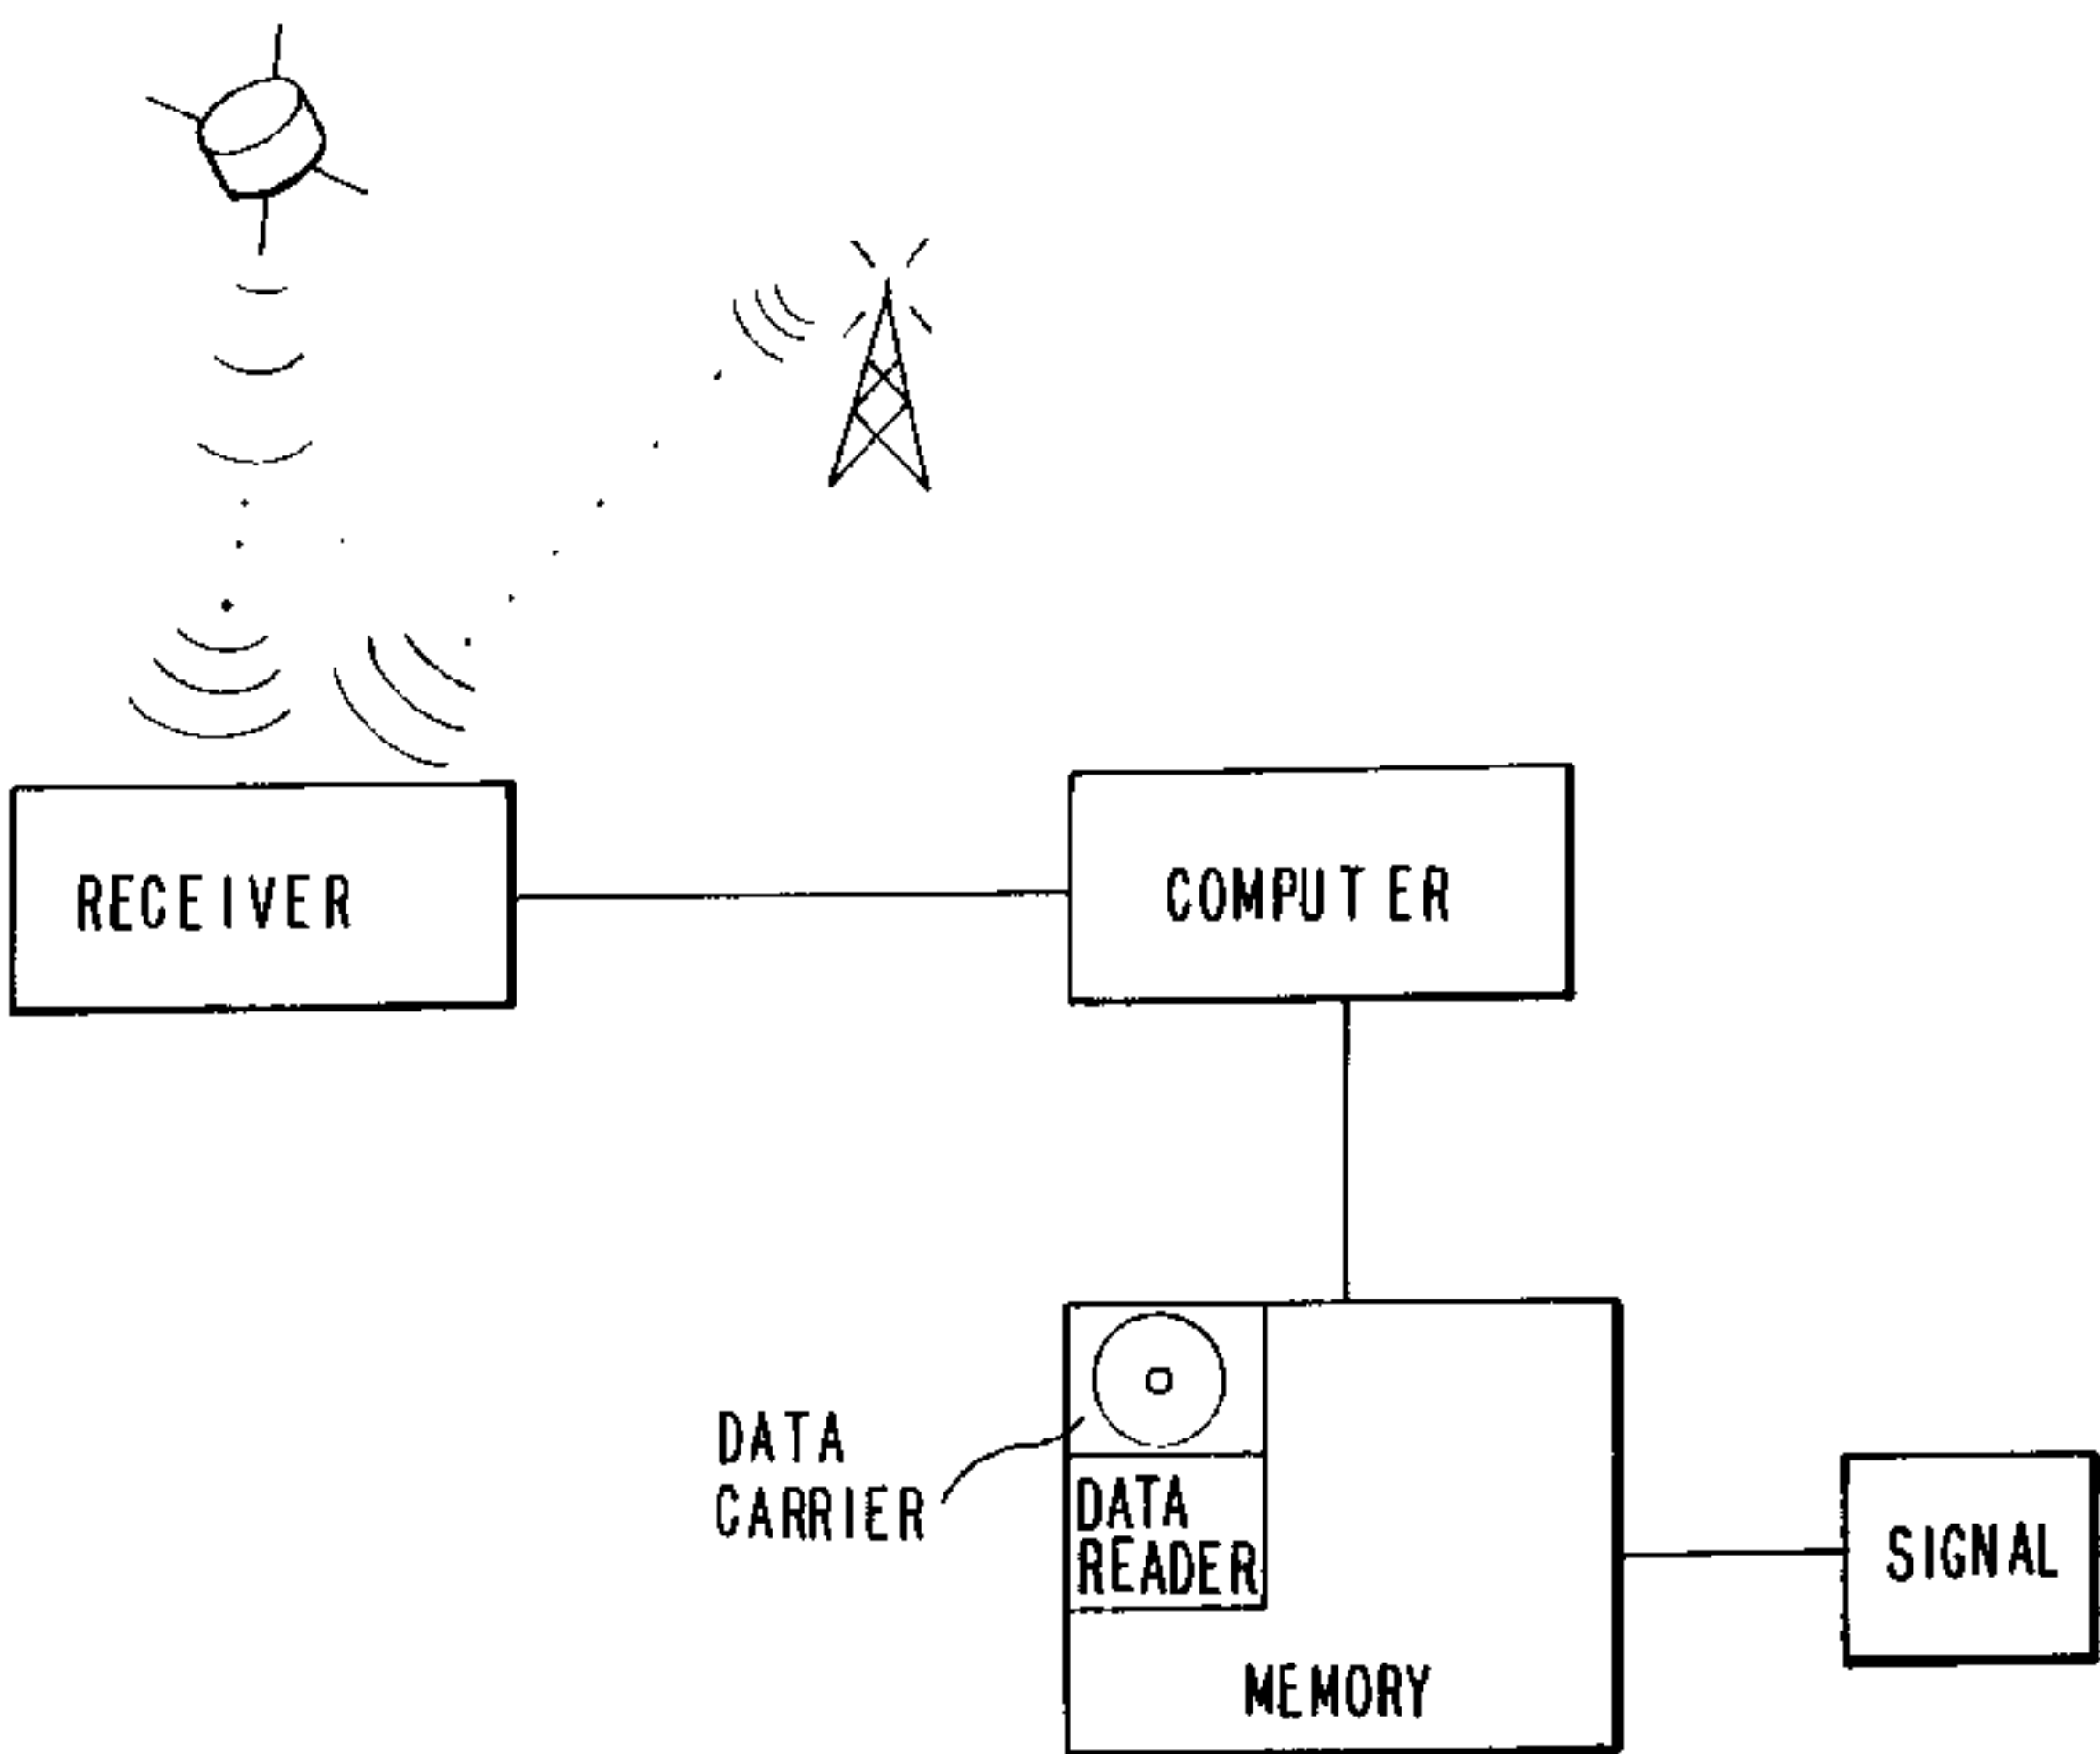 RECEIVER
COMPUTER
DATA
CARRIER
DATA
READER
MEMORY
SIGNAL